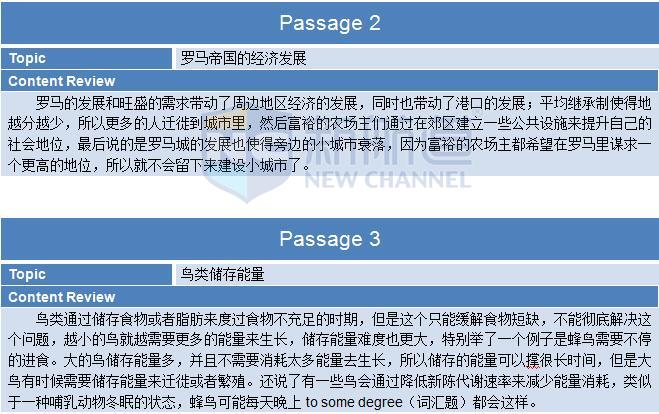 Passage 2
Topic 罗马帝国的经济发展
Content Review
罗马的发展和旺盛的需求带动了周边地区经济的发展，同时也带动了港口的发展；平均继承制使得地
越分越少，所以更多的人迁徙到城市里，然后富裕的农场主们通过在郊区建立一些公共设施来提升自己的
社会地位，最后说的是罗马城的发展也使得旁边的小城市衰落，因为富裕的农场主都希望在罗马里谋求一
个更高的地位，所以就不会留下来建设小城市了。
新航道
NEW CHANNEL
Passage 3
Topic 鸟类储存能量
Content Review
鸟类通过储存食物或者脂肪来度过食物不充足的时期，但是这个只能缓解食物短缺，不能彻底解决这
个问题，越小的鸟就越需要更多的能量来生长，储存能量难度也更大，特别举了一个例子是蜂鸟需要不停
的进食。大的鸟储存能量多，并且不需要消耗太多能量去生长，所以储存的能量可以撑很长时间，但是大
鸟有时候需要储存能量来迁徙或者繁殖。还说了有一些鸟会通过降低新陈代谢速率来减少能量消耗，类似
于一种哺乳动物冬眠的状态，蜂鸟可能每天晚上 to some degree（词汇题）都会这样。